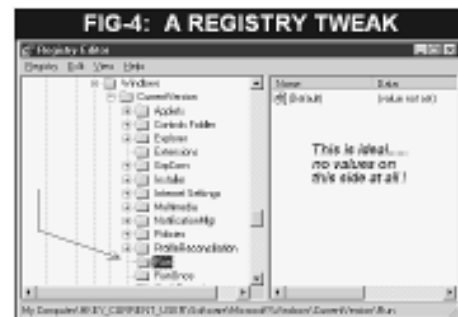 FIG-4: A REGISTRY TWEAK
Registry Editor
Registry Edit View Help
Windows
CurrentVersion
Applets
Controls Folder
Explorer
Extensions
GrpConv
Installer
Internet Settings
Multimedia
NotificationMgr
Policies
ProfileReconciliation
Run
RunOnce
Name Data
(Default) (value not set)
This is ideal.....
no values on
this side at all !
My Computer\HKEY_CURRENT_USER\Software\Microsoft\Windows\CurrentVersion\Run